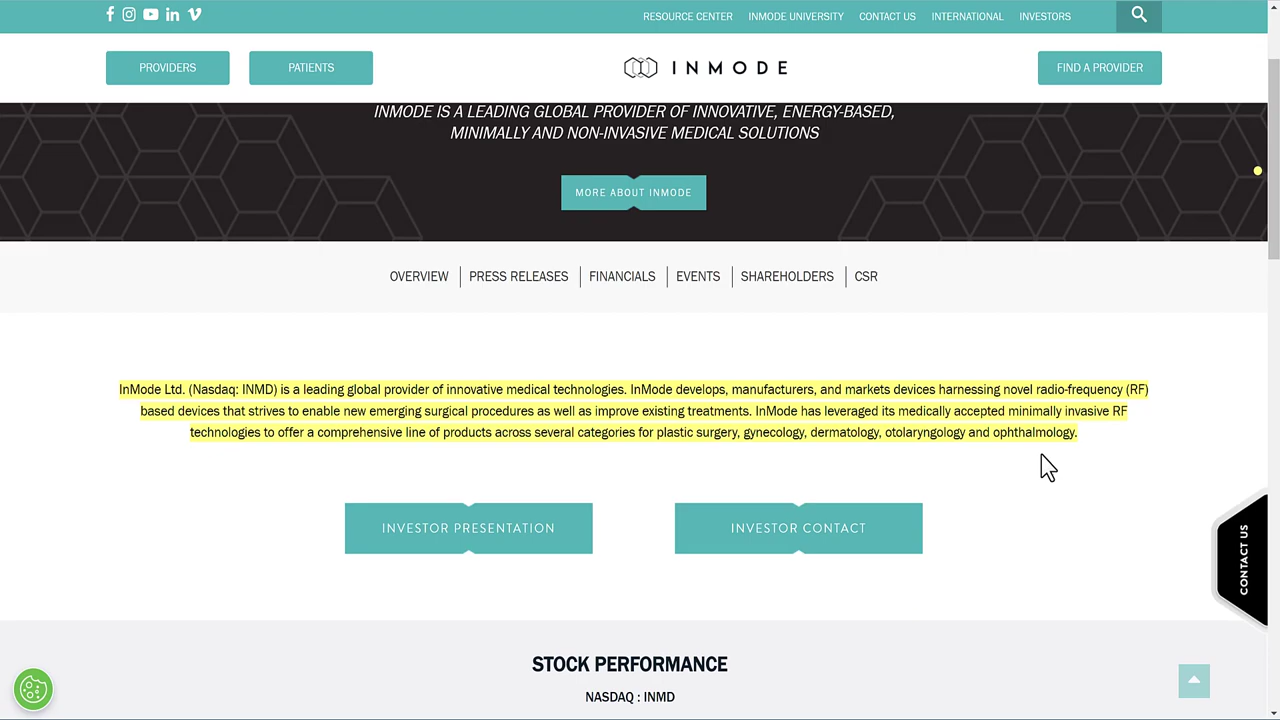 RESOURCE CENTER INMODE UNIVERSITY CONTACT US INTERNATIONAL INVESTORS
PROVIDERS PATIENTS INMODE FIND A PROVIDER
INMODE IS A LEADING GLOBAL PROVIDER OF INNOVATIVE, ENERGY-BASED,
MINIMALLY AND NON-INVASIVE MEDICAL SOLUTIONS
MORE ABOUT INMODE
OVERVIEW PRESS RELEASES FINANCIALS EVENTS SHAREHOLDERS CSR
InMode Ltd. (Nasdaq: INMD) is a leading global provider of innovative medical technologies. InMode develops, manufacturers, and markets devices harnessing novel radio-frequency (RF)
based devices that strives to enable new emerging surgical procedures as well as improve existing treatments. InMode has leveraged its medically accepted minimally invasive RF
technologies to offer a comprehensive line of products across several categories for plastic surgery, gynecology, dermatology, otolaryngology and ophthalmology.
INVESTOR PRESENTATION INVESTOR CONTACT
CONTACT US
STOCK PERFORMANCE
NASDAQ : INMD